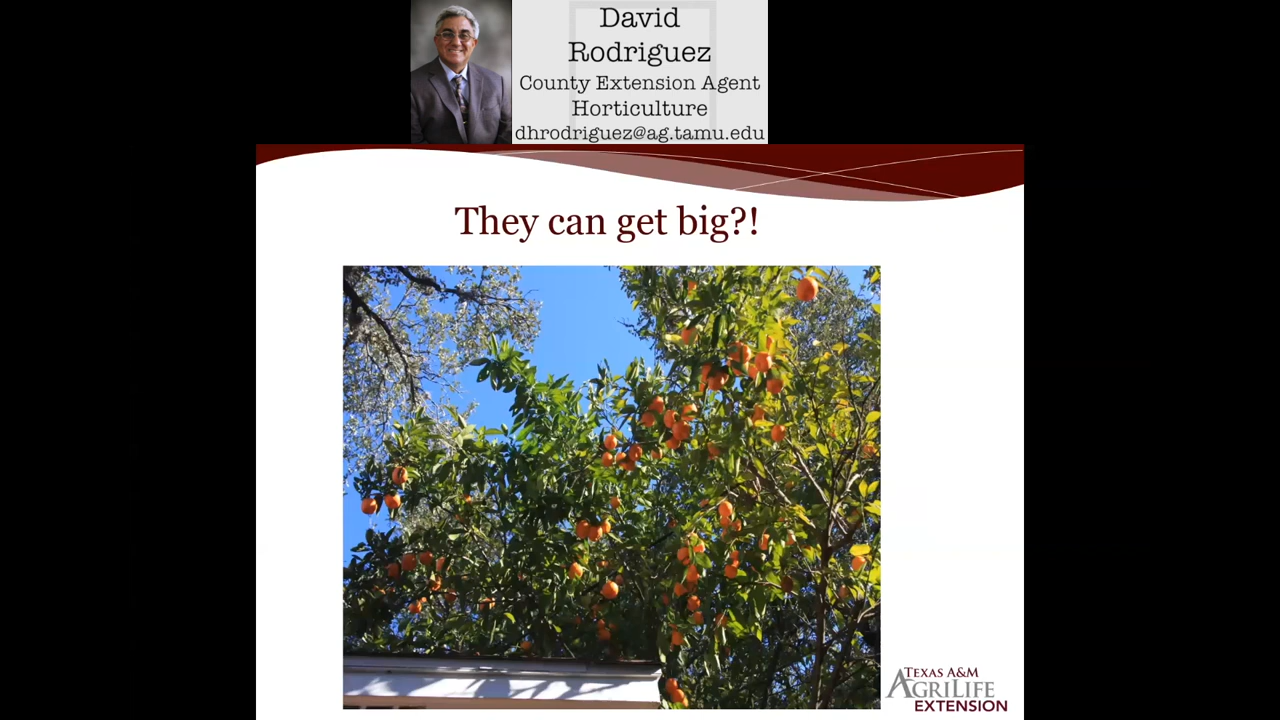 David
Rodriguez
County Extension Agent
Horticulture
dhrodriguez@ag.tamu.edu
They can get big?!
TEXAS A&M
AGRILIFE
EXTENSION